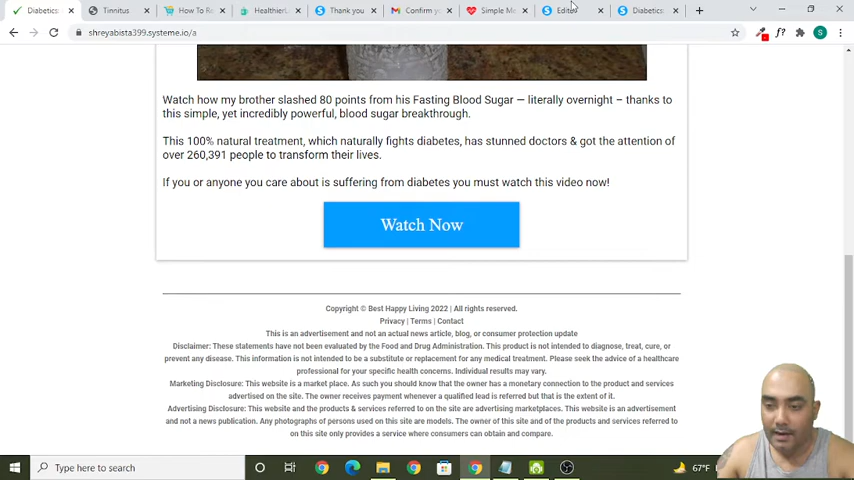 Diabetics
Tinnitus
How To Re
HealthierL
Thank you
Confirm y
Simple Me
Editor
Diabetics:
shreyabista399.systeme.io/a
Watch how my brother slashed 80 points from his Fasting Blood Sugar — literally overnight – thanks to
this simple, yet incredibly powerful, blood sugar breakthrough.
This 100% natural treatment, which naturally fights diabetes, has stunned doctors & got the attention of
over 260,391 people to transform their lives.
If you or anyone you care about is suffering from diabetes you must watch this video now!
Watch Now
Copyright © Best Happy Living 2022 | All rights reserved.
Privacy | Terms | Contact
This is an advertisement and not an actual news article, blog, or consumer protection update
Disclaimer: These statements have not been evaluated by the Food and Drug Administration. This product is not intended to diagnose, treat, cure, or
prevent any disease. This information is not intended to be a substitute or replacement for any medical treatment. Please seek the advice of a healthcare
professional for your specific health concerns. Individual results may vary.
Marketing Disclosure: This website is a market place. As such you should know that the owner has a monetary connection to the product and services
advertised on the site. The owner receives payment whenever a qualified lead is referred but that is the extent of it.
Advertising Disclosure: This website and the products & services referred to on the site are advertising marketplaces. This website is an advertisement
and not a news publication. Any photographs of persons used on this site are models. The owner of this site and of the products and services referred to
on this site only provides a service where consumers can obtain and compare.
Type here to search
67°F